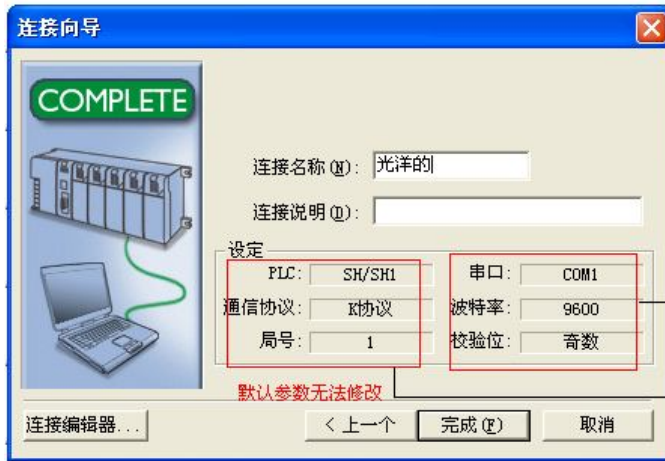 连接向导
COMPLETE
连接名称(N): 光洋的
连接说明(D):
设定
PLC: SH/SH1 串口: COM1
通信协议: K协议 波特率: 9600
局号: 1 校验位: 奇数
默认参数无法修改
连接编辑器... < 上一个 完成(F) 取消